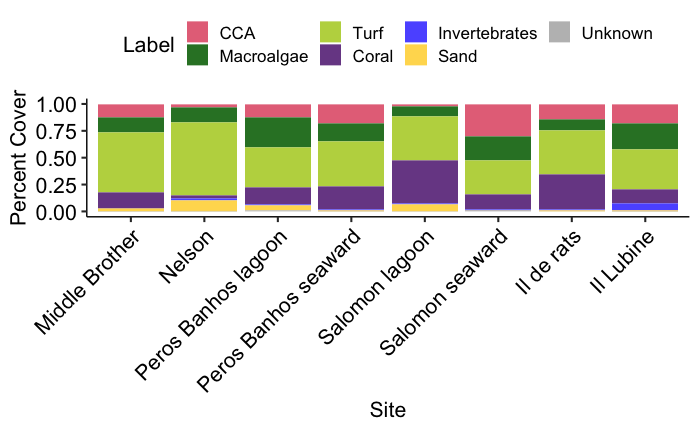 Label
CCA
Turf
Invertebrates
Unknown
Macroalgae
Coral
Sand
Percent Cover
1.00
0.75
0.50
0.25
0.00
Middle Brother
Nelson
Peros Banhos lagoon
Peros Banhos seaward
Salomon lagoon
Salomon seaward
Il de rats
Il Lubine
Site